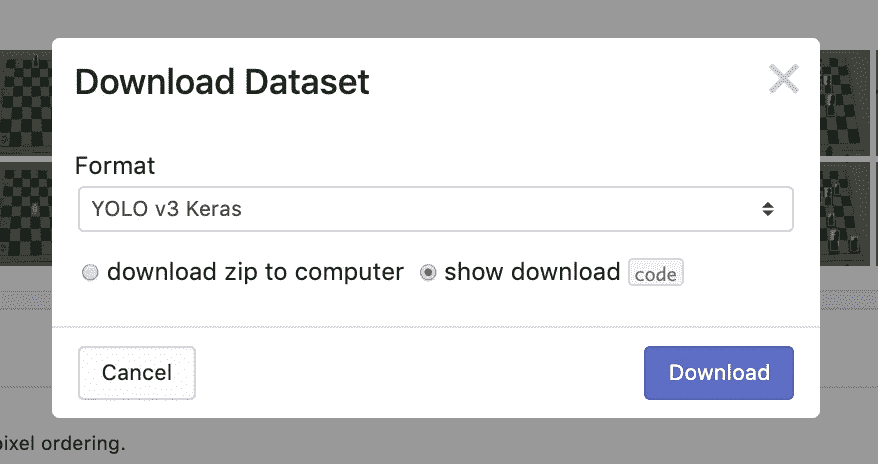 Download Dataset
Format
YOLO v3 Keras
download zip to computer show download code
Cancel Download
pixel ordering.